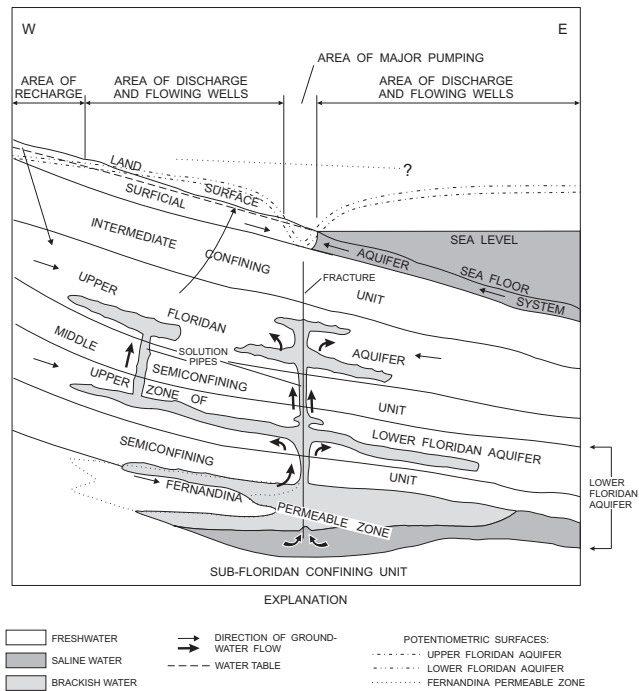 W
E
AREA OF MAJOR PUMPING
AREA OF
RECHARGE
AREA OF DISCHARGE
AND FLOWING WELLS
AREA OF DISCHARGE
AND FLOWING WELLS
LAND SURFACE
?
SURFICIAL AQUIFER SYSTEM
SEA LEVEL
SEA FLOOR
INTERMEDIATE CONFINING UNIT
FRACTURE
UPPER FLORIDAN AQUIFER
MIDDLE SEMICONFINING UNIT
SOLUTION
PIPES
UPPER ZONE OF LOWER FLORIDAN AQUIFER
SEMICONFINING UNIT
LOWER
FLORIDAN
AQUIFER
FERNANDINA PERMEABLE ZONE
SUB-FLORIDAN CONFINING UNIT
EXPLANATION
FRESHWATER
SALINE WATER
BRACKISH WATER
DIRECTION OF GROUND-
WATER FLOW
WATER TABLE
POTENTIOMETRIC SURFACES:
UPPER FLORIDAN AQUIFER
LOWER FLORIDAN AQUIFER
FERNANDINA PERMEABLE ZONE